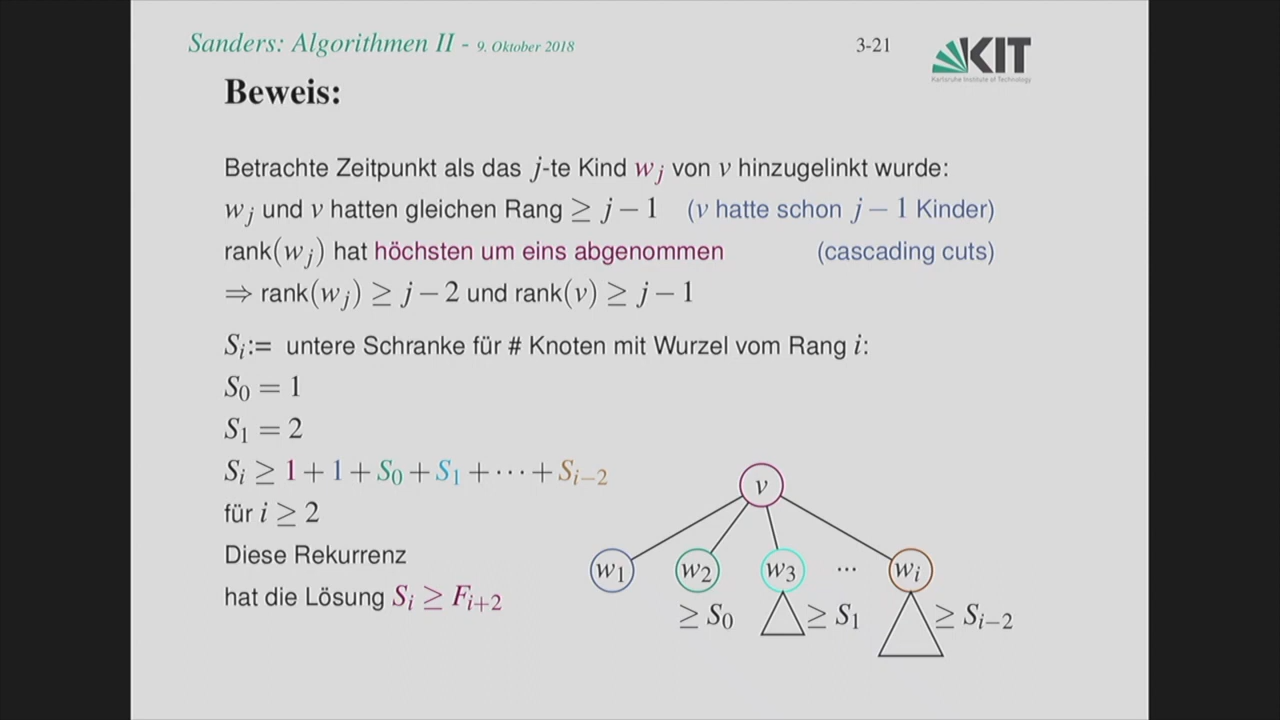 Sanders: Algorithmen II - 9. Oktober 2018
3-21
KIT
Karlsruhe Institute of Technology
Beweis:
Betrachte Zeitpunkt als das j-te Kind w_j von v hinzugelinkt wurde:
w_j und v hatten gleichen Rang ≥ j − 1 (v hatte schon j − 1 Kinder)
rank(w_j) hat höchsten um eins abgenommen (cascading cuts)
⇒ rank(w_j) ≥ j − 2 und rank(v) ≥ j − 1
S_i:= untere Schranke für # Knoten mit Wurzel vom Rang i:
S_0 = 1
S_1 = 2
S_i ≥ 1 + 1 + S_0 + S_1 + ⋯ + S_{i−2}
für i ≥ 2
Diese Rekurrenz
hat die Lösung S_i ≥ F_{i+2}
v
w_1 w_2 w_3 ... w_i
≥ S_0 ≥ S_1 ≥ S_{i−2}